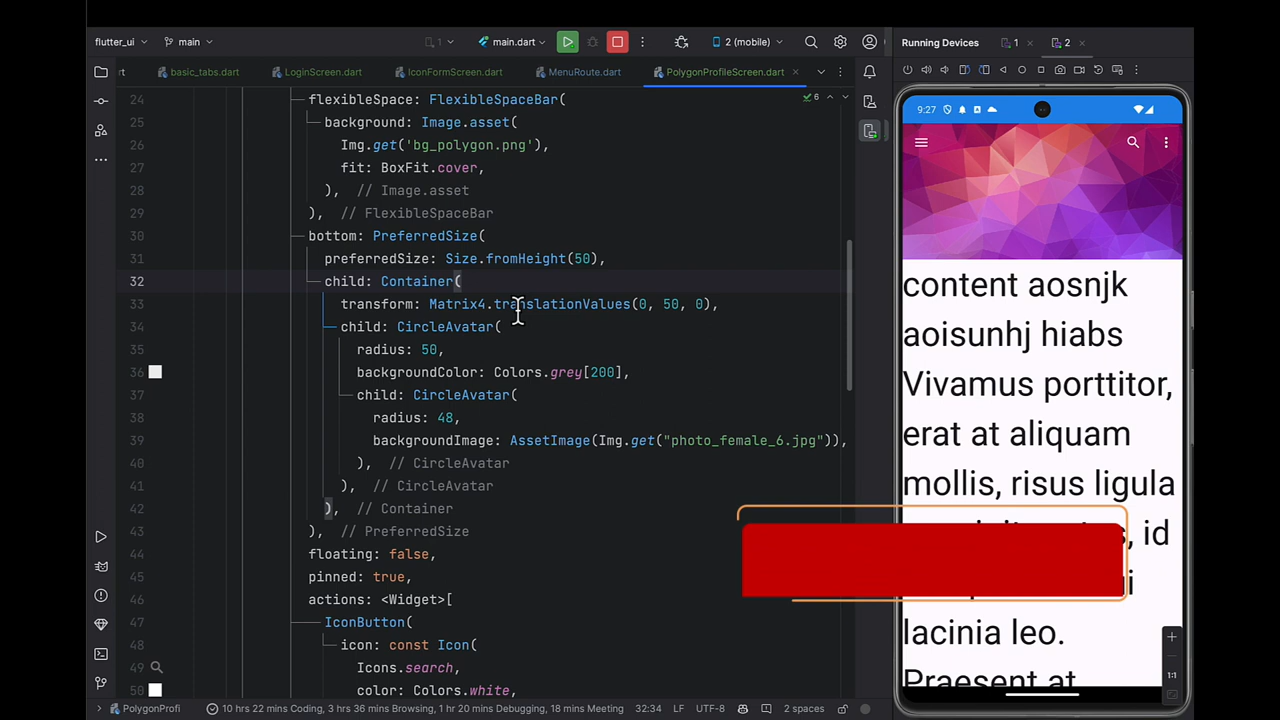 flutter_ui
main
1
main.dart
2 (mobile)
Running Devices
1
2
rt
basic_tabs.dart
LoginScreen.dart
IconFormScreen.dart
MenuRoute.dart
PolygonProfileScreen.dart
6
24 flexibleSpace: FlexibleSpaceBar(
25 background: Image.asset(
26 Img.get('bg_polygon.png'),
27 fit: BoxFit.cover,
28 ), // Image.asset
29 ), // FlexibleSpaceBar
30 bottom: PreferredSize(
31 preferredSize: Size.fromHeight(50),
32 child: Container(
33 transform: Matrix4.translationValues(0, 50, 0),
34 child: CircleAvatar(
35 radius: 50,
36 backgroundColor: Colors.grey[200],
37 child: CircleAvatar(
38 radius: 48,
39 backgroundImage: AssetImage(Img.get("photo_female_6.jpg")),
40 ), // CircleAvatar
41 ), // CircleAvatar
42 ), // Container
43 ), // PreferredSize
44 floating: false,
45 pinned: true,
46 actions: <Widget>[
47 IconButton(
48 icon: const Icon(
49 Icons.search,
50 color: Colors.white,
9:27
content aosnjk
aoisunhj hiabs
Vivamus porttitor,
erat at aliquam
mollis, risus ligula
, id
i
lacinia leo.
Praesent at
1:1
PolygonProfi
10 hrs 22 mins Coding, 3 hrs 36 mins Browsing, 1 hr 20 mins Debugging, 18 mins Meeting
32:34
LF
UTF-8
2 spaces